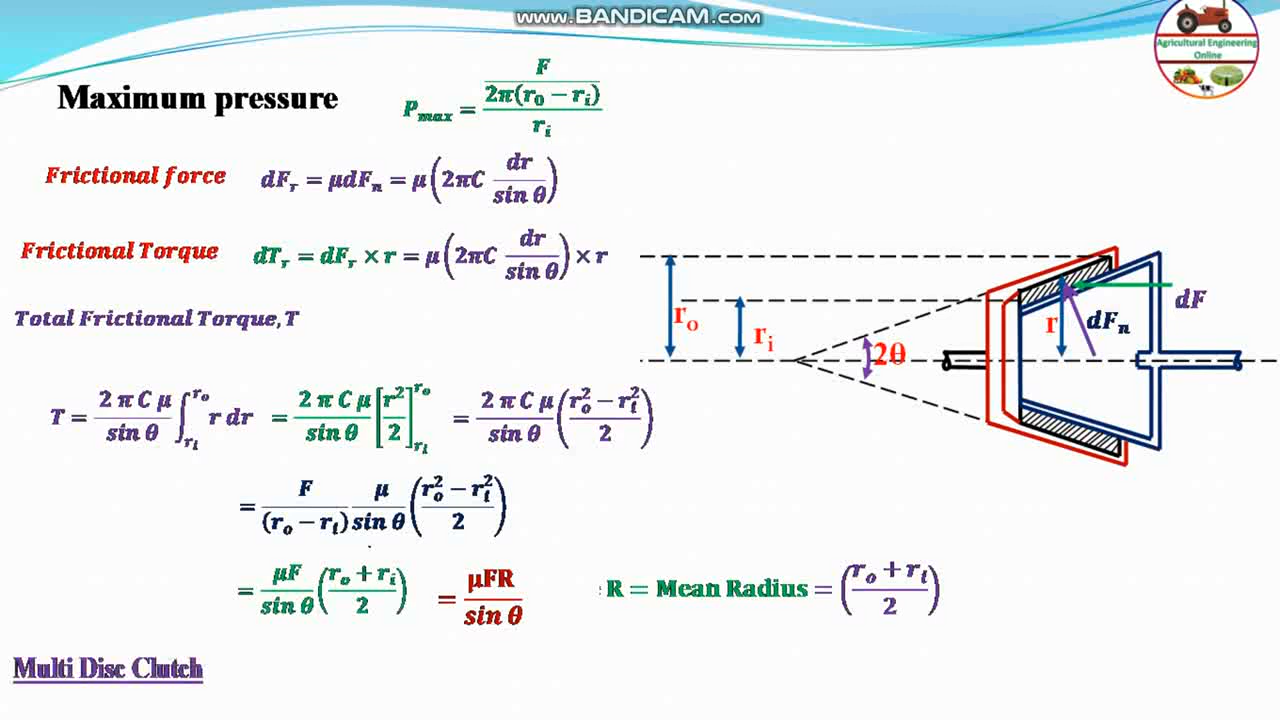 www.BANDICAM.com
Agricultural Engineering
Online
Maximum pressure P_max = (F / 2π(r_o − r_i)) / r_i
Frictional force dF_r = μdF_n = μ(2πC dr / sin θ)
Frictional Torque dT_r = dF_r × r = μ(2πC dr / sin θ) × r
Total Frictional Torque, T
T = (2 π C μ / sin θ) ∫_{r_i}^{r_o} r dr = (2 π C μ / sin θ) [r² / 2]_{r_i}^{r_o} = (2 π C μ / sin θ) ((r_o² − r_i²) / 2)
= (F / (r_o − r_i)) (μ / sin θ) ((r_o² − r_i²) / 2)
= (μF / sin θ) ((r_o + r_i) / 2) = μFR / sin θ R = Mean Radius = ((r_o + r_i) / 2)
Multi Disc Clutch
r_o
r_i
2θ
r
dF_n
dF